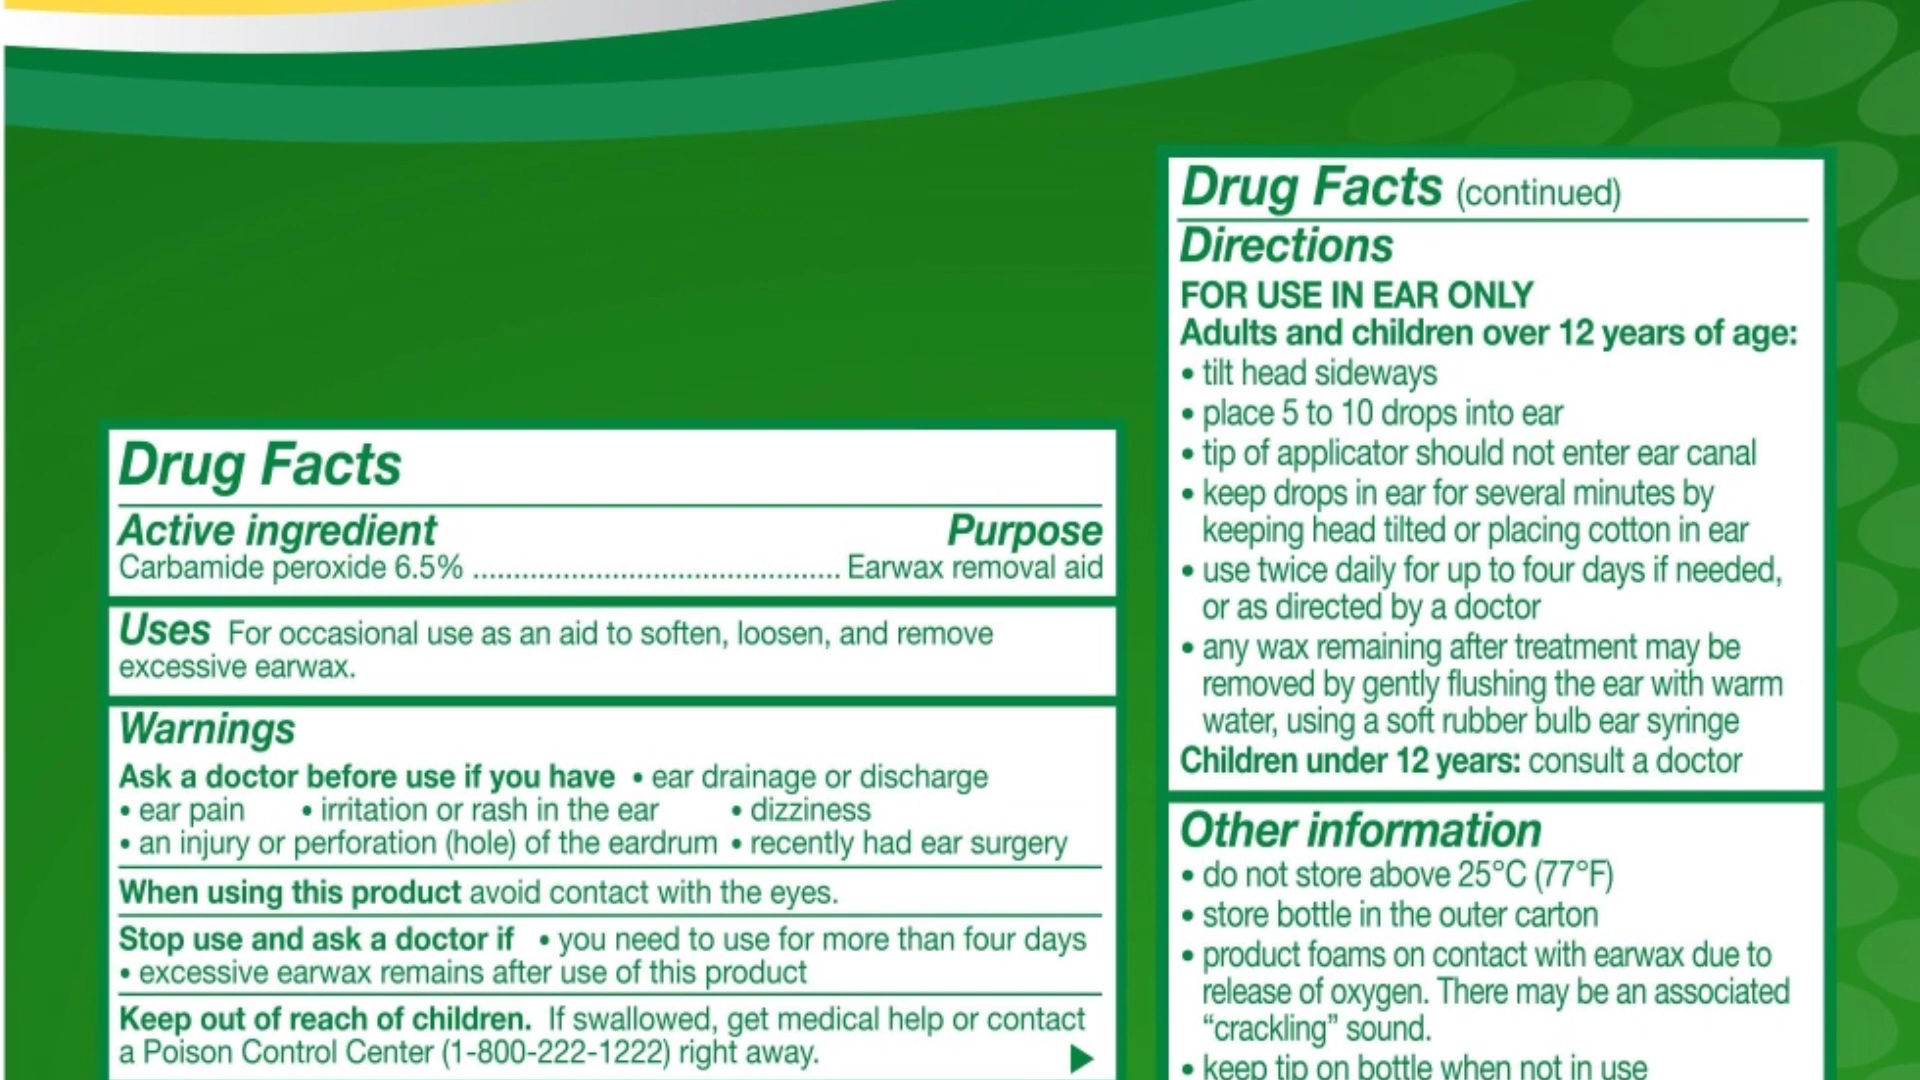 Drug Facts
Active ingredient Purpose
Carbamide peroxide 6.5% ...................................... Earwax removal aid
Uses For occasional use as an aid to soften, loosen, and remove
excessive earwax.
Warnings
Ask a doctor before use if you have • ear drainage or discharge
• ear pain • irritation or rash in the ear • dizziness
• an injury or perforation (hole) of the eardrum • recently had ear surgery
When using this product avoid contact with the eyes.
Stop use and ask a doctor if • you need to use for more than four days
• excessive earwax remains after use of this product
Keep out of reach of children. If swallowed, get medical help or contact
a Poison Control Center (1-800-222-1222) right away.
Drug Facts (continued)
Directions
FOR USE IN EAR ONLY
Adults and children over 12 years of age:
• tilt head sideways
• place 5 to 10 drops into ear
• tip of applicator should not enter ear canal
• keep drops in ear for several minutes by
keeping head tilted or placing cotton in ear
• use twice daily for up to four days if needed,
or as directed by a doctor
• any wax remaining after treatment may be
removed by gently flushing the ear with warm
water, using a soft rubber bulb ear syringe
Children under 12 years: consult a doctor
Other information
• do not store above 25°C (77°F)
• store bottle in the outer carton
• product foams on contact with earwax due to
release of oxygen. There may be an associated
“crackling” sound.
• keep tip on bottle when not in use